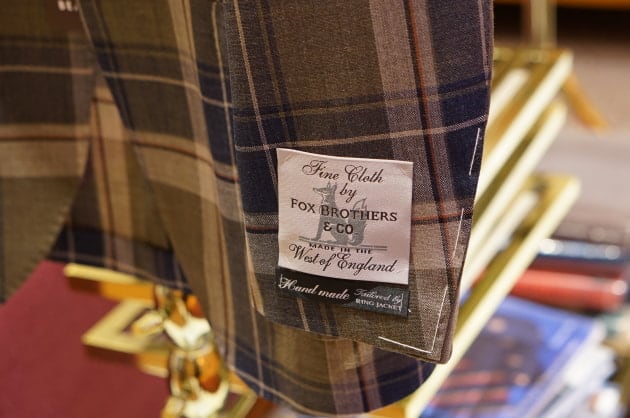 Fine Cloth
by
FOX BROTHERS
& CO
MADE IN THE
West of England
Hand made Tailored by
RING JACKET